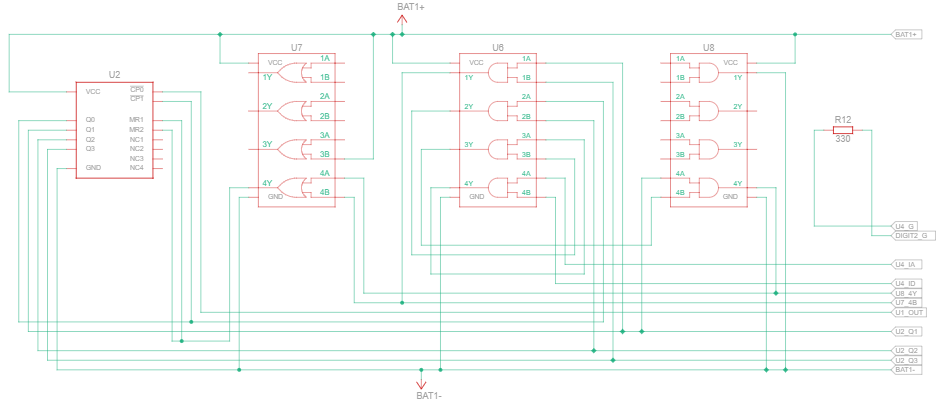 BAT1+
BAT1+
U7
U6
U8
VCC
1Y
1A
1B
2Y
2A
2B
3Y
3A
3B
4Y
4A
4B
GND
VCC
1Y
1A
1B
2Y
2A
2B
3Y
3A
3B
4Y
4A
4B
GND
1A
1B
VCC
1Y
2A
2B
2Y
3A
3B
3Y
4A
4B
4Y
GND
U2
VCC
CP0
CP1
Q0
Q1
Q2
Q3
GND
MR1
MR2
NC1
NC2
NC3
NC4
R12
330
U4_G
DIGIT2_G
U4_IA
U4_ID
U8_4Y
U7_4B
U1_OUT
U2_Q1
U2_Q2
U2_Q3
BAT1-
BAT1-